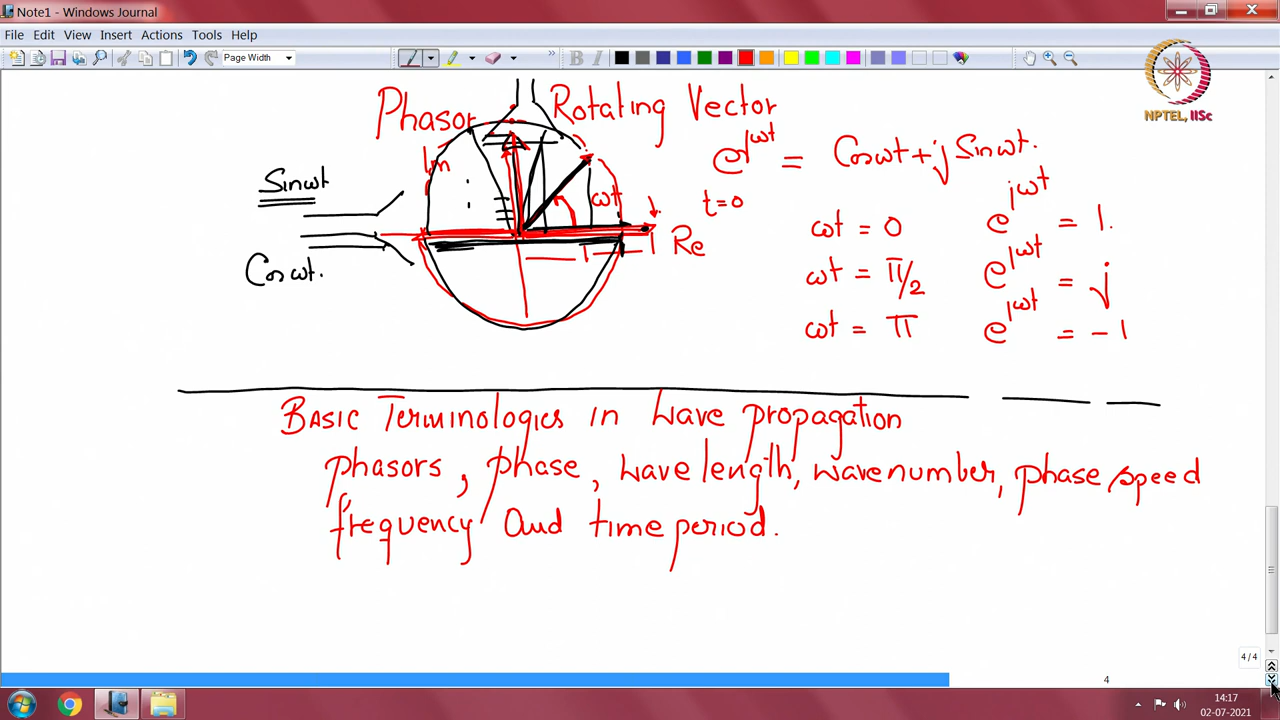 Note1 - Windows Journal
File Edit View Insert Actions Tools Help
Page Width
NPTEL, IISc
Phasor Rotating Vector
Im
Sinωt
Cosωt.
ωt
1
Re
e^jωt = Cosωt + j Sinωt.
t=0
ωt = 0 e^jωt = 1.
ωt = π/2 e^jωt = j
ωt = π e^jωt = -1
Basic Terminologies in Wave propagation
phasors, phase, wavelength, wavenumber, phase speed
frequency and time period.
4/4
4
14:17
02-07-2021